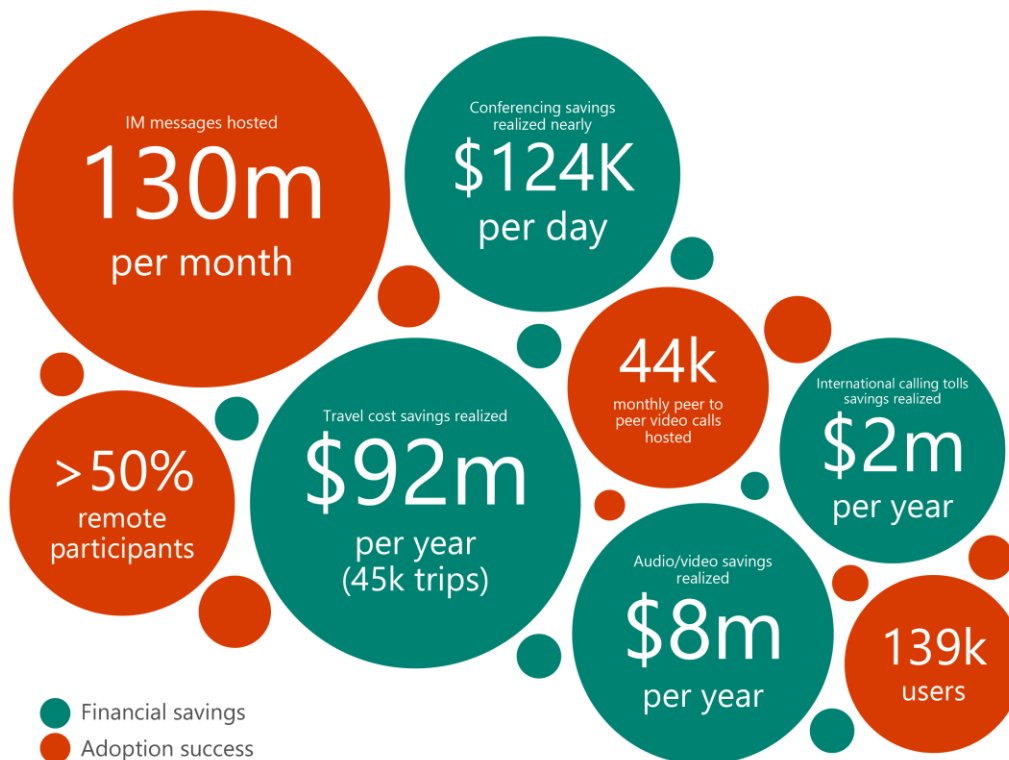 IM messages hosted
130m
per month
Conferencing savings
realized nearly
$124K
per day
44k
monthly peer to
peer video calls
hosted
International calling tolls
savings realized
$2m
per year
>50%
remote
participants
Travel cost savings realized
$92m
per year
(45k trips)
Audio/video savings
realized
$8m
per year
139k
users
Financial savings
Adoption success